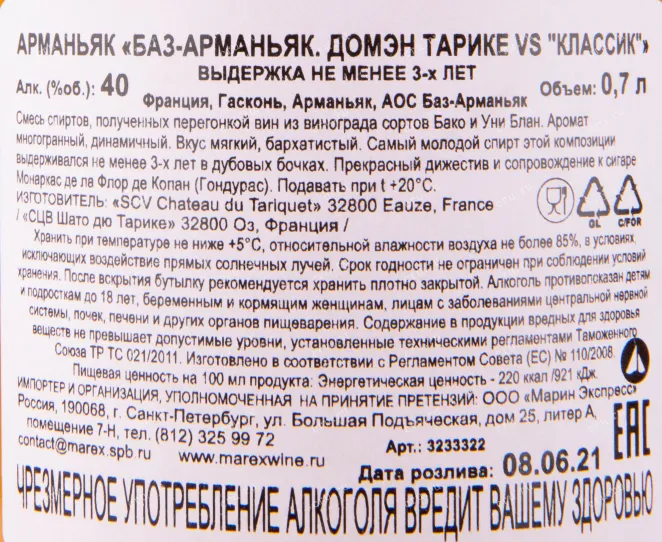 АРМАНЬЯК «БАЗ-АРМАНЬЯК. ДОМЭН ТАРИКЕ VS "КЛАССИК"»
ВЫДЕРЖКА НЕ МЕНЕЕ 3-х ЛЕТ
Алк. (%об.): 40 Объем: 0,7 л
Франция, Гасконь, Арманьяк, АОС Баз-Арманьяк
Смесь спиртов, полученных перегонкой вин из винограда сортов Бако и Уни Блан. Аромат
многогранный, динамичный. Вкус мягкий, бархатистый. Самый молодой спирт этой композиции
выдерживался не менее 3-х лет в дубовых бочках. Прекрасный дижестив и сопровождение к сигаре
Монаркас де ла Флор де Копан (Гондурас). Подавать при t +20°С.
ИЗГОТОВИТЕЛЬ: «SCV Chateau du Tariquet» 32800 Eauze, France
/ «СЦВ Шато дю Тарике» 32800 Оз, Франция /
GL C/FOR
Хранить при температуре не ниже +5°С, относительной влажности воздуха не более 85%, в условиях,
исключающих воздействие прямых солнечных лучей. Срок годности не ограничен при соблюдении условий
хранения. После вскрытия бутылку рекомендуется хранить плотно закрытой. Алкоголь противопоказан детям
и подросткам до 18 лет, беременным и кормящим женщинам, лицам с заболеваниями центральной нервной
системы, почек, печени и других органов пищеварения. Содержание в продукции вредных для здоровья
веществ не превышает допустимые уровни, установленные техническими регламентами Таможенного
Союза ТР ТС 021/2011. Изготовлено в соответствии с Регламентом Совета (ЕС) № 110/2008.
Пищевая ценность на 100 мл продукта: Энергетическая ценность - 220 ккал /921 кДж.
ИМПОРТЕР И ОРГАНИЗАЦИЯ, УПОЛНОМОЧЕННАЯ НА ПРИНЯТИЕ ПРЕТЕНЗИЙ: ООО «Марин Экспресс»
Россия, 190068, г. Санкт-Петербург, ул. Большая Подъяческая, дом 25, литер А,
помещение 7-Н, тел. (812) 325 99 72
contact@marex.spb.ru www.marexwine.ru Арт.: 3233322
EAC
Дата розлива: 08.06.21
ЧРЕЗМЕРНОЕ УПОТРЕБЛЕНИЕ АЛКОГОЛЯ ВРЕДИТ ВАШЕМУ ЗДОРОВЬЮ